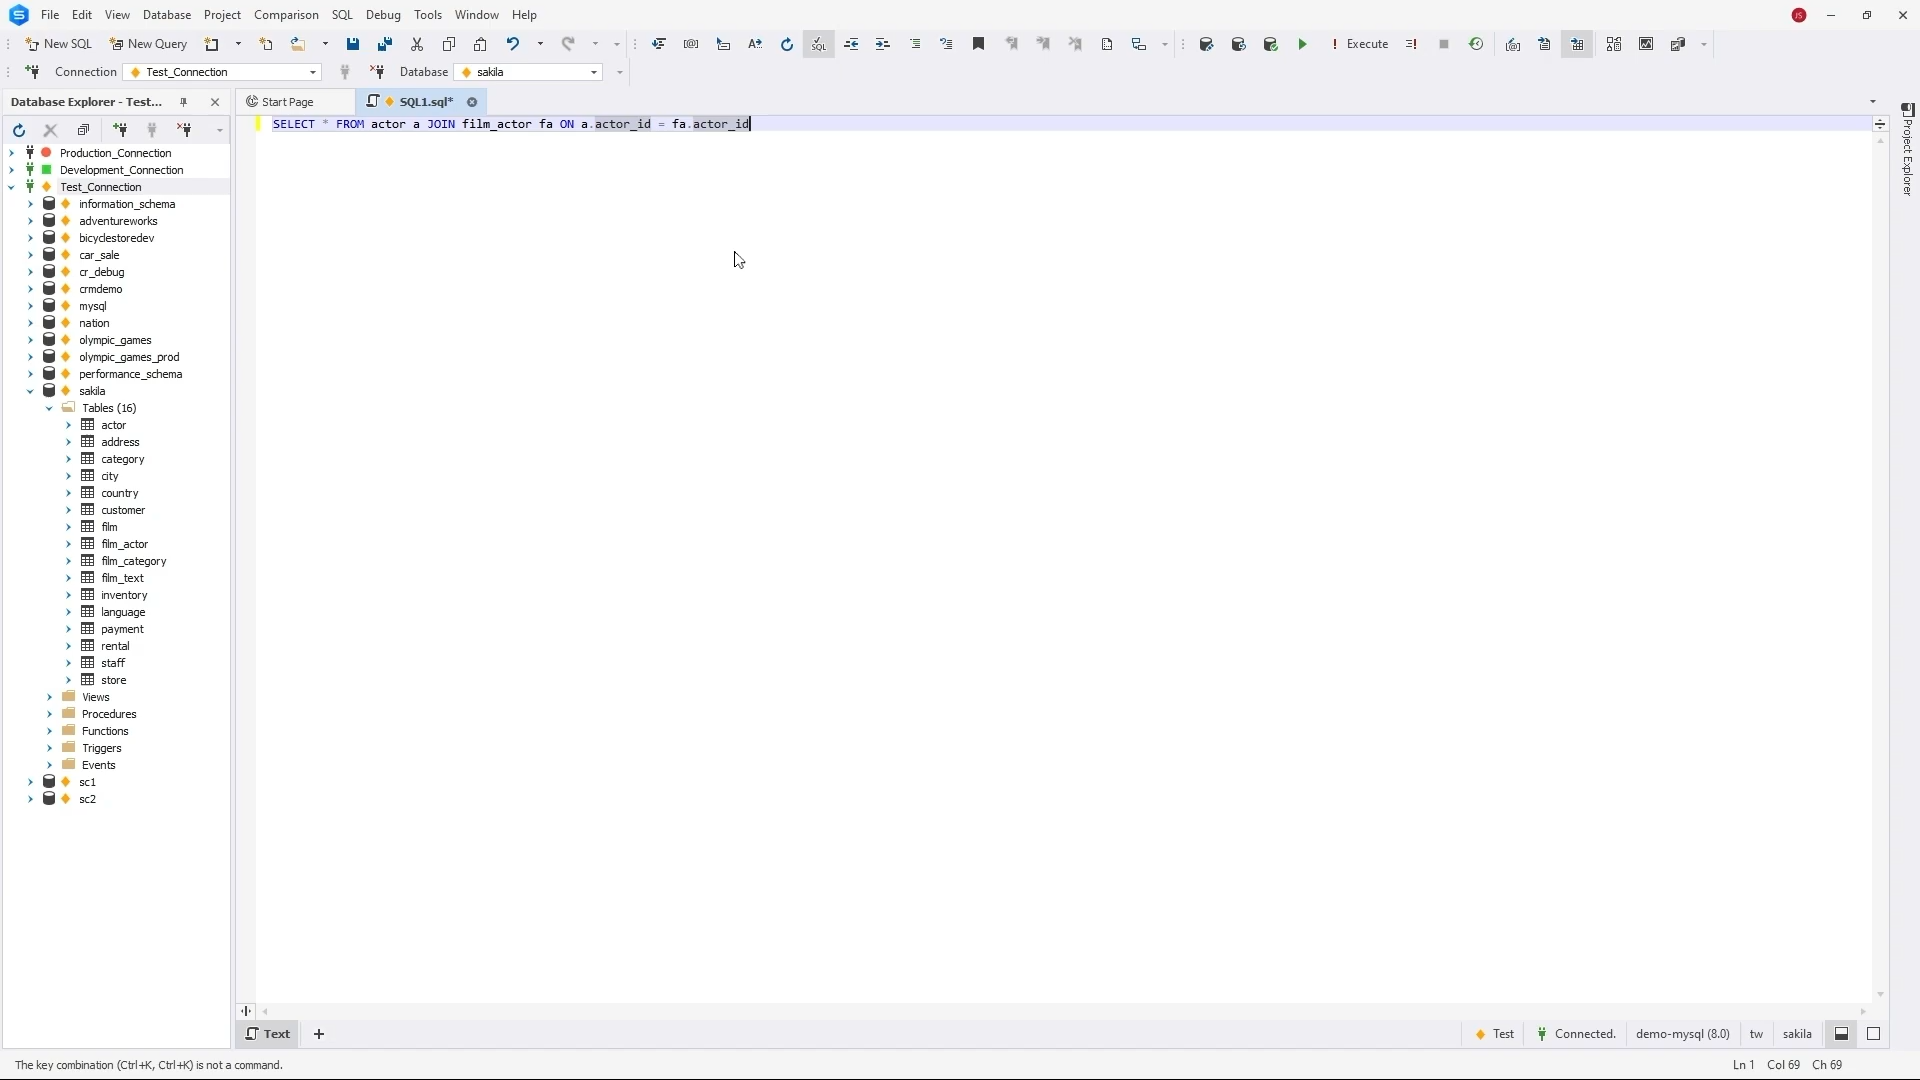 File Edit View Database Project Comparison SQL Debug Tools Window Help
JS
New SQL New Query Execute
Connection Test_Connection Database sakila
Database Explorer - Test...
Start Page SQL1.sql*
SELECT * FROM actor a JOIN film_actor fa ON a.actor_id = fa.actor_id
Project Explorer
Production_Connection
Development_Connection
Test_Connection
information_schema
adventureworks
bicyclestoredev
car_sale
cr_debug
crmdemo
mysql
nation
olympic_games
olympic_games_prod
performance_schema
sakila
Tables (16)
actor
address
category
city
country
customer
film
film_actor
film_category
film_text
inventory
language
payment
rental
staff
store
Views
Procedures
Functions
Triggers
Events
sc1
sc2
Text
Test Connected. demo-mysql (8.0) tw sakila
The key combination (Ctrl+K, Ctrl+K) is not a command.
Ln 1 Col 69 Ch 69